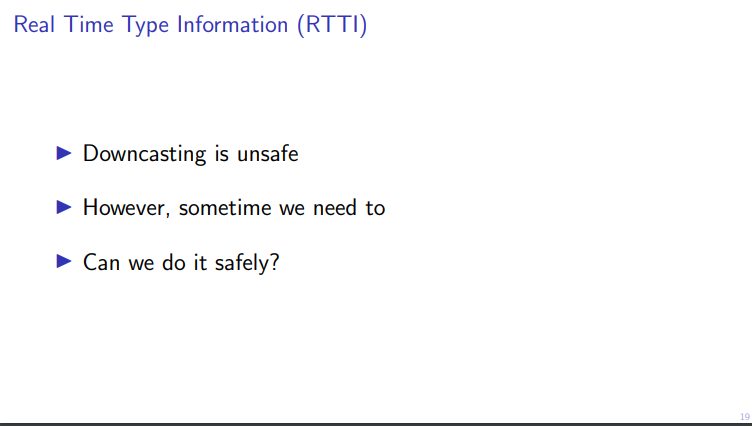 Real Time Type Information (RTTI)
Downcasting is unsafe
However, sometime we need to
Can we do it safely?
19